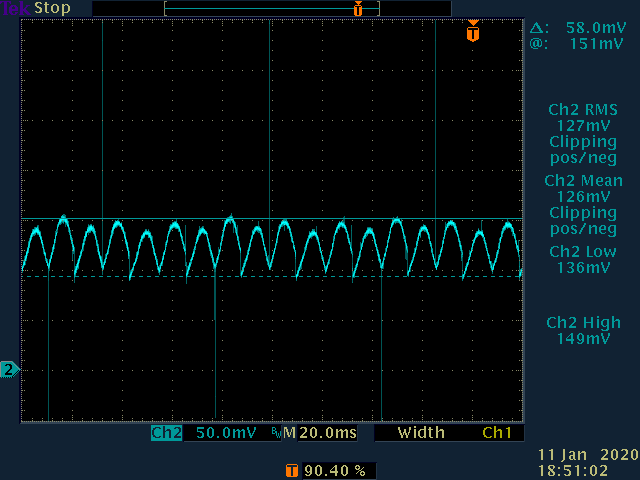 Tek Stop
T
T
Δ: 58.0mV
@: 151mV
Ch2 RMS
127mV
Clipping
pos/neg
Ch2 Mean
126mV
Clipping
pos/neg
Ch2 Low
136mV
Ch2 High
149mV
2
Ch2 50.0mV BW M 20.0ms Width Ch1
11 Jan 2020
18:51:02
T 90.40 %